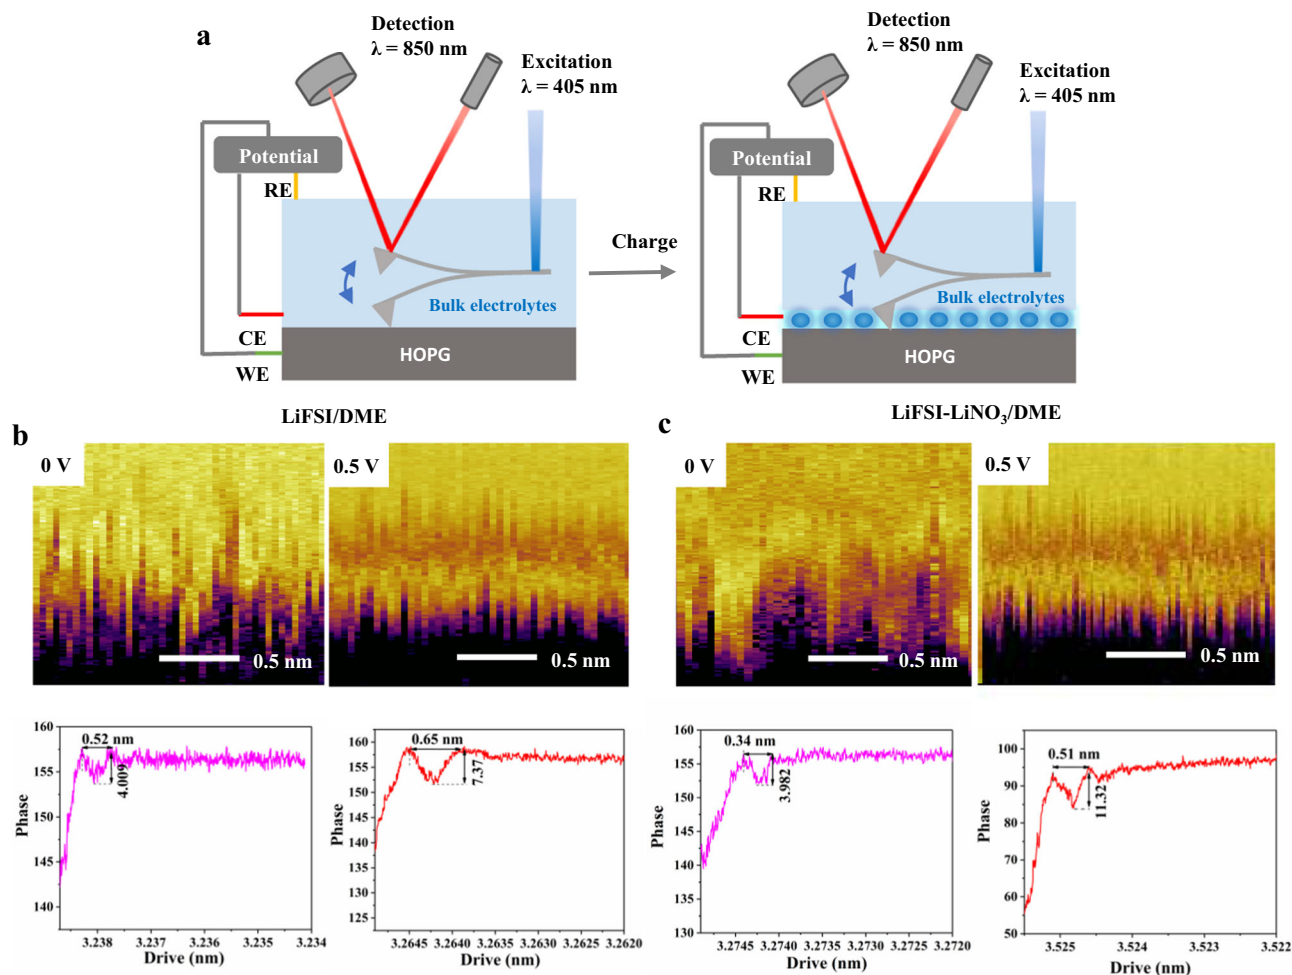 a
Detection
λ = 850 nm
Excitation
λ = 405 nm
Potential
RE
Bulk electrolytes
CE
WE
HOPG
Charge
Detection
λ = 850 nm
Excitation
λ = 405 nm
Potential
RE
Bulk electrolytes
CE
WE
HOPG
b
LiFSI/DME
0 V
0.5 nm
0.5 V
0.5 nm
c
LiFSI-LiNO₃/DME
0 V
0.5 nm
0.5 V
0.5 nm
160
155
150
145
140
Phase
0.52 nm
4.009
3.238 3.237 3.236 3.235 3.234
Drive (nm)
160
155
150
145
140
135
130
125
Phase
0.65 nm
7.37
3.2645 3.2640 3.2635 3.2630 3.2625 3.2620
Drive (nm)
160
155
150
145
140
135
130
Phase
0.34 nm
3.982
3.2745 3.2740 3.2735 3.2730 3.2725 3.2720
Drive (nm)
100
90
80
70
60
50
Phase
0.51 nm
11.32
3.525 3.524 3.523 3.522
Drive (nm)